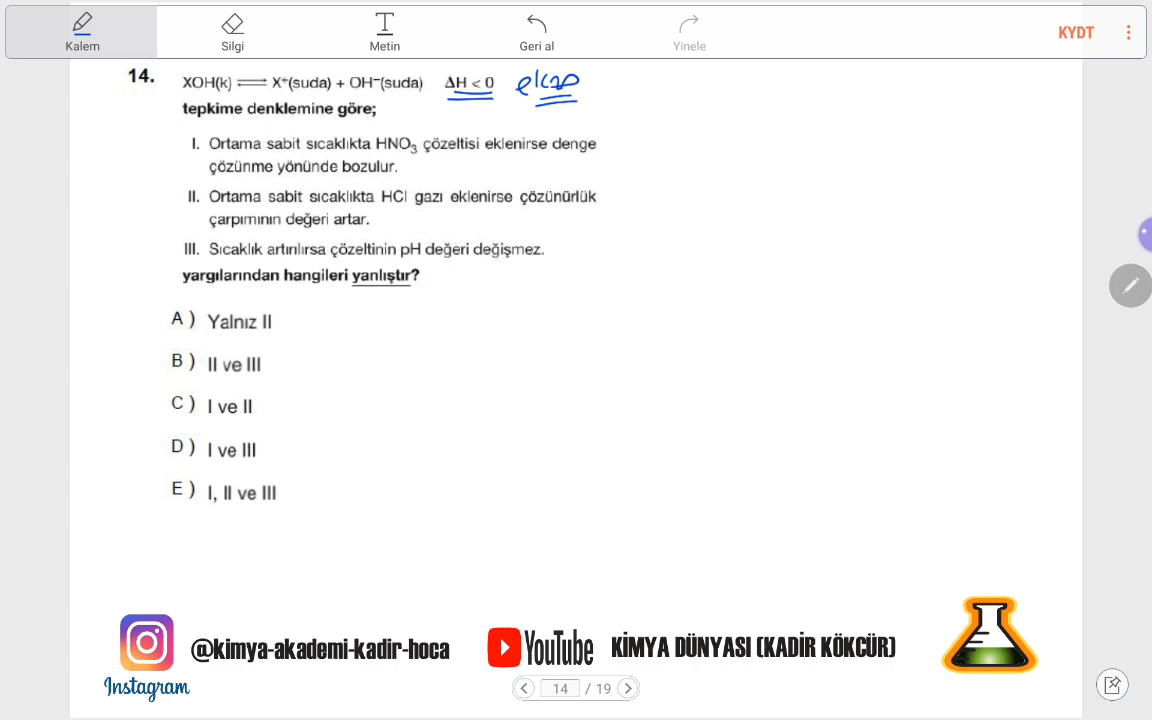 Kalem
Silgi
Metin
Geri al
Yinele
KYDT
14. XOH(k) ⇌ X⁺(suda) + OH⁻(suda) ΔH < 0
tepkime denklemine göre;
I. Ortama sabit sıcaklıkta HNO₃ çözeltisi eklenirse denge
çözünme yönünde bozulur.
II. Ortama sabit sıcaklıkta HCl gazı eklenirse çözünürlük
çarpımının değeri artar.
III. Sıcaklık artırılırsa çözeltinin pH değeri değişmez.
yargılarından hangileri yanlıştır?
A ) Yalnız II
B ) II ve III
C ) I ve II
D ) I ve III
E ) I, II ve III
@kimya-akademi-kadir-hoca
Instagram
YouTube
KİMYA DÜNYASI (KADİR KÖKCÜR)
14 / 19